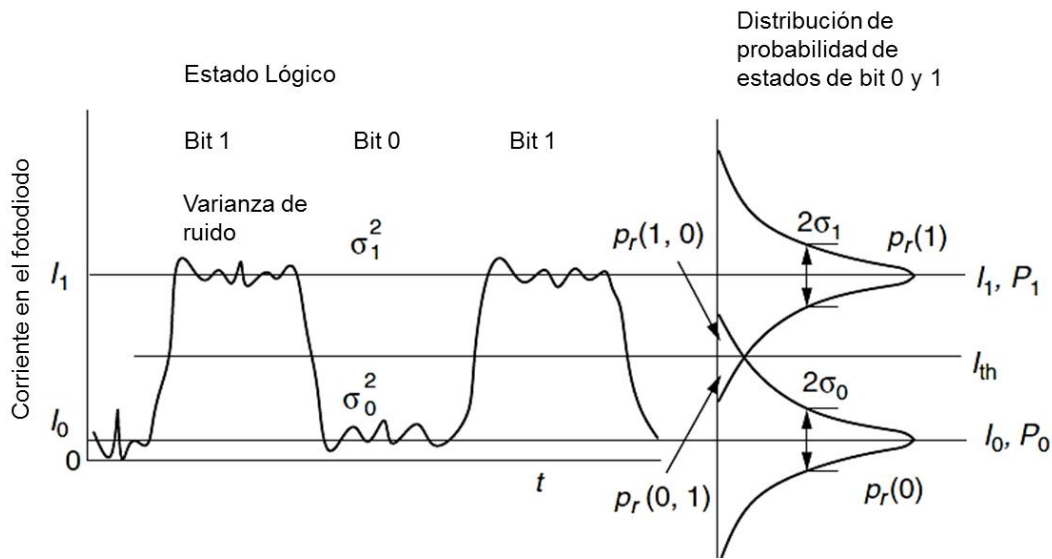 Distribución de
probabilidad de
estados de bit 0 y 1
Estado Lógico
Bit 1
Bit 0
Bit 1
Varianza de
ruido
σ₁²
σ₀²
Corriente en el fotodiodo
I₁
I₀
0
t
pᵣ(1, 0)
pᵣ(0, 1)
2σ₁
pᵣ(1)
I₁, P₁
Iₜₕ
2σ₀
I₀, P₀
pᵣ(0)